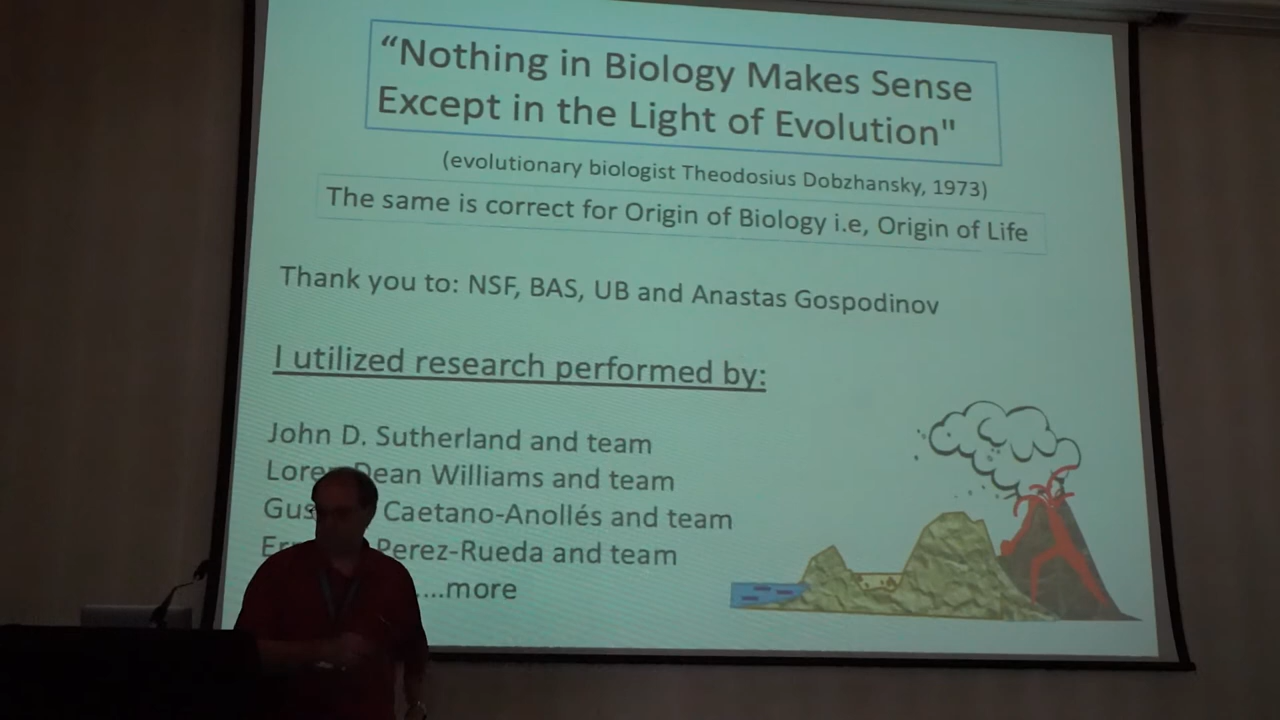 “Nothing in Biology Makes Sense
Except in the Light of Evolution"
(evolutionary biologist Theodosius Dobzhansky, 1973)
The same is correct for Origin of Biology i.e, Origin of Life
Thank you to: NSF, BAS, UB and Anastas Gospodinov
I utilized research performed by:
John D. Sutherland and team
Dean Williams and team
Caetano-Anollés and team
Perez-Rueda and team
....more